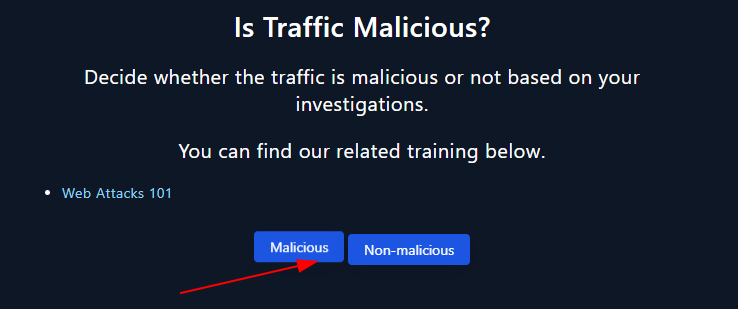 Is Traffic Malicious?
Decide whether the traffic is malicious or not based on your
investigations.
You can find our related training below.
Web Attacks 101
Malicious
Non-malicious